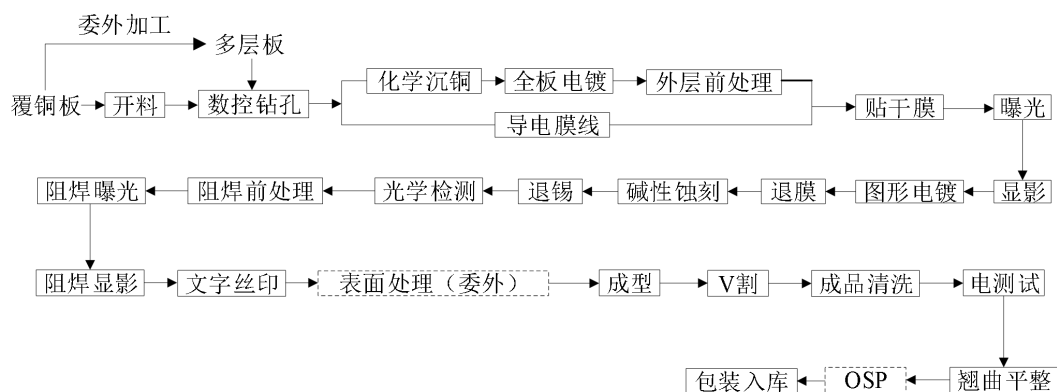 委外加工
多层板
化学沉铜
全板电镀
外层前处理
覆铜板
开料
数控钻孔
导电膜线
贴干膜
曝光
阻焊曝光
阻焊前处理
光学检测
退锡
碱性蚀刻
退膜
图形电镀
显影
阻焊显影
文字丝印
表面处理（委外）
成型
V割
成品清洗
电测试
包装入库
OSP
翘曲平整